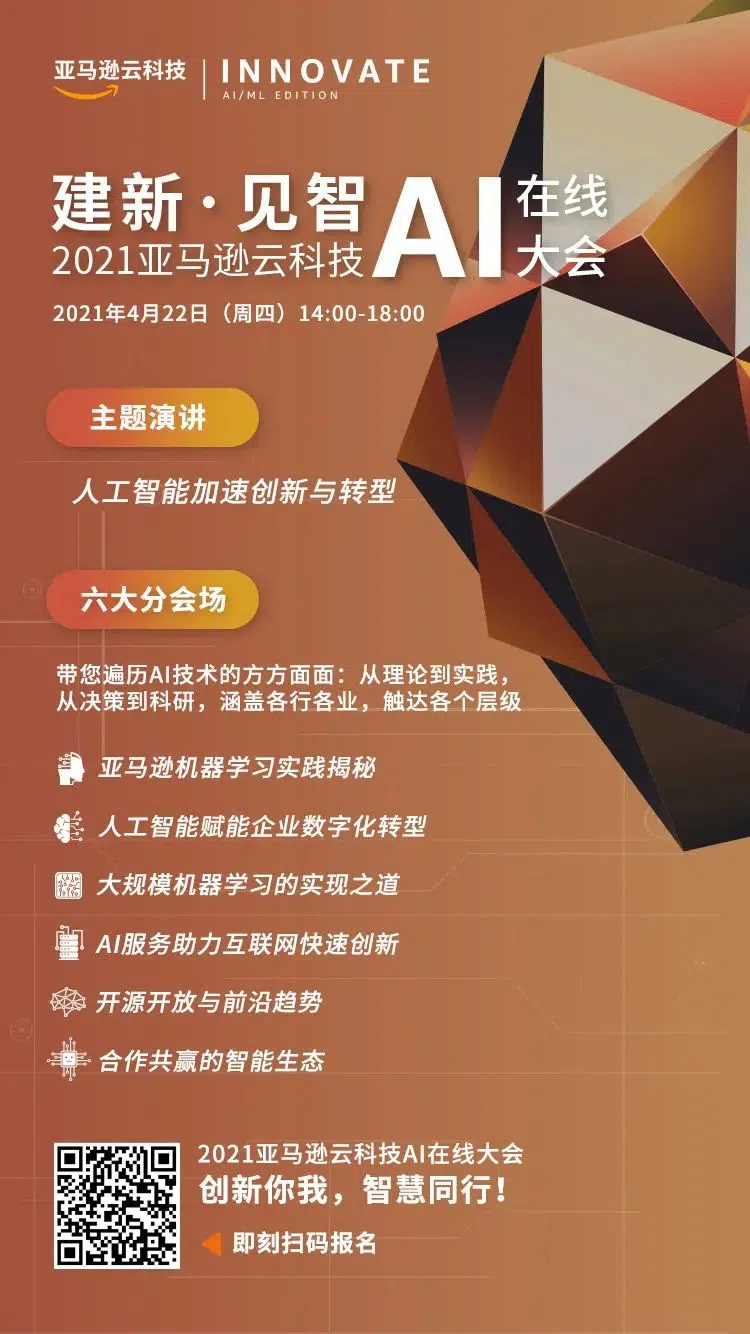 亚马逊云科技
INNOVATE
AI/ML EDITION
建新·见智
2021亚马逊云科技
AI
在线
大会
2021年4月22日（周四）14:00-18:00
主题演讲
人工智能加速创新与转型
六大分会场
带您遍历AI技术的方方面面：从理论到实践，
从决策到科研，涵盖各行各业，触达各个层级
亚马逊机器学习实践揭秘
人工智能赋能企业数字化转型
大规模机器学习的实现之道
AI服务助力互联网快速创新
开源开放与前沿趋势
合作共赢的智能生态
2021亚马逊云科技AI在线大会
创新你我，智慧同行！
即刻扫码报名